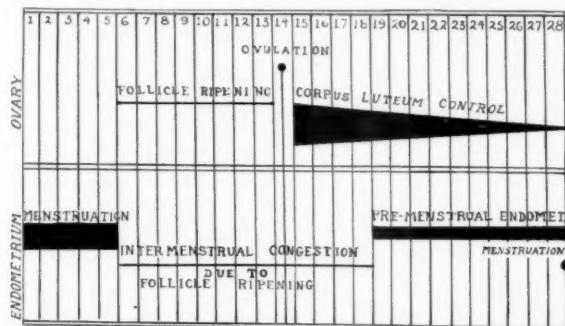 1 2 3 4 5 6 7 8 9 10 11 12 13 14 15 16 17 18 19 20 21 22 23 24 25 26 27 28
OVULATION
OVARY
FOLLICLE RIPENING
CORPUS LUTEUM CONTROL
ENDOMETRIUM
MENSTRUATION
PRE-MENSTRUAL ENDOMET
INTERMENSTRUAL CONGESTION
MENSTRUATION
DUE TO
FOLLICLE RIPENING